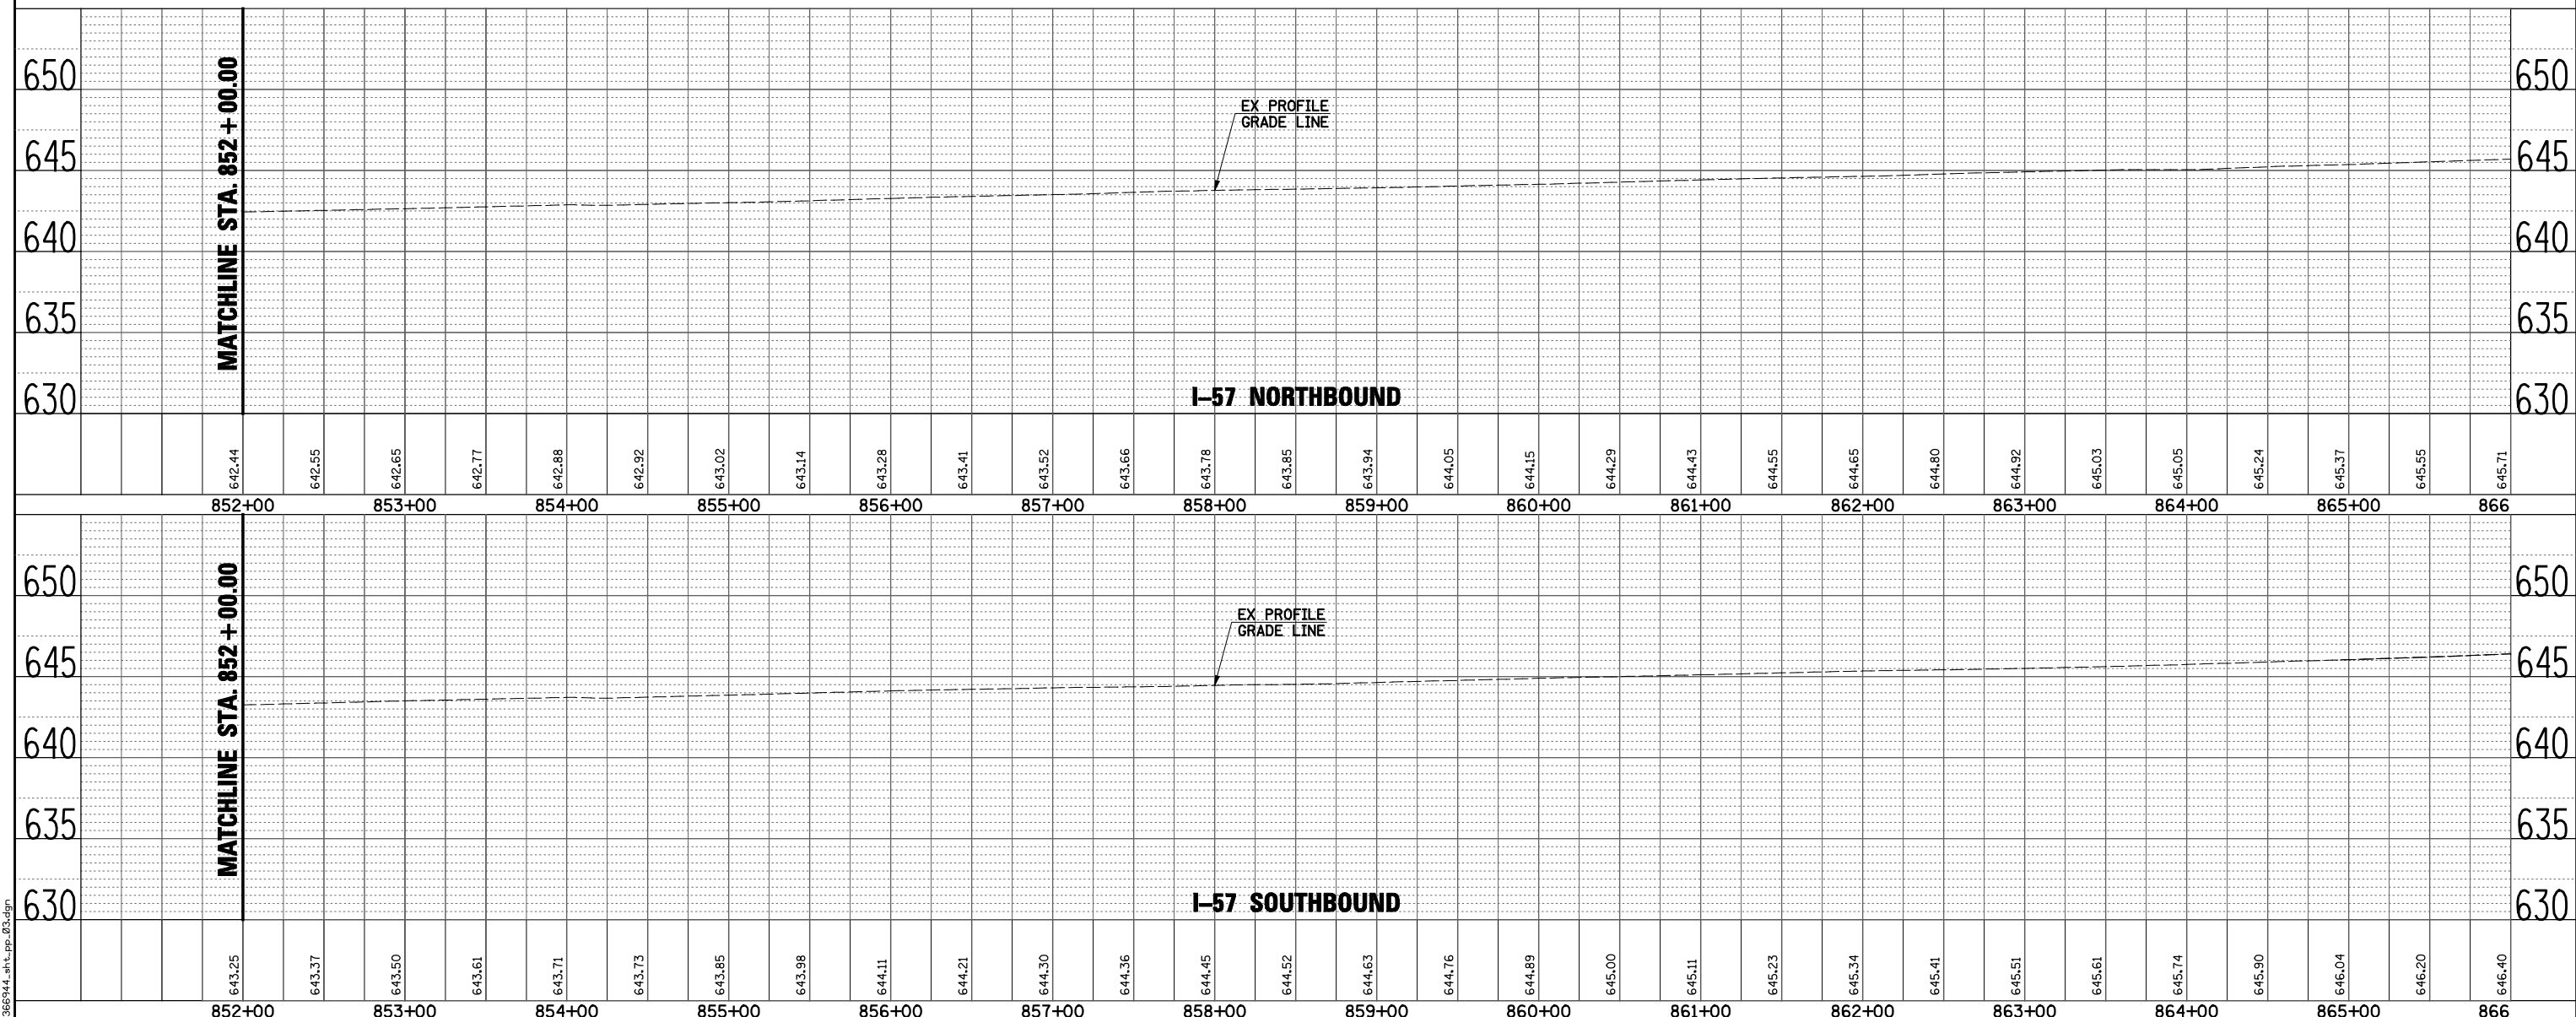 650 650
MATCHLINE STA. 852+00.00
EX PROFILE
GRADE LINE
645 645
640 640
635 635
630 630
I-57 NORTHBOUND
642.44 642.55 642.65 642.77 642.88 642.92 643.02 643.14 643.28 643.41 643.52 643.66 643.78 643.85 643.94 644.05 644.15 644.29 644.43 644.55 644.65 644.80 644.92 645.03 645.05 645.24 645.37 645.55 645.71
852+00 853+00 854+00 855+00 856+00 857+00 858+00 859+00 860+00 861+00 862+00 863+00 864+00 865+00 866
650 650
MATCHLINE STA. 852+00.00
EX PROFILE
GRADE LINE
645 645
640 640
635 635
630 630
I-57 SOUTHBOUND
643.25 643.37 643.50 643.61 643.71 643.73 643.85 643.98 644.11 644.21 644.30 644.36 644.45 644.52 644.63 644.76 644.89 645.00 645.11 645.23 645.34 645.41 645.51 645.61 645.74 645.90 646.04 646.20 646.40
852+00 853+00 854+00 855+00 856+00 857+00 858+00 859+00 860+00 861+00 862+00 863+00 864+00 865+00 866
366944_sht_pp_03.dgn